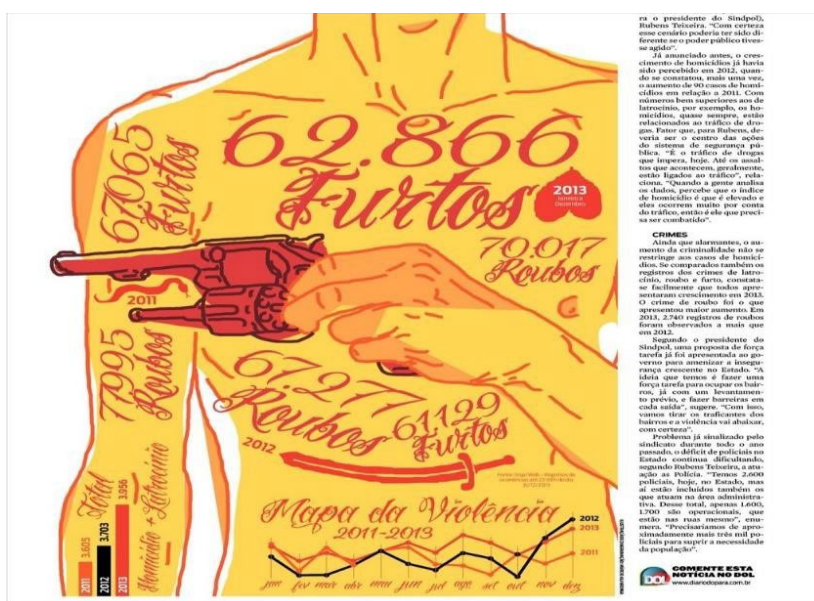 62.866
Furtos
2013
Janeiro a
Dezembro
70.017
Roubos
67.065
Furtos
2011
7.995
Roubos
67.277
Roubos
61.129
Furtos
2012
Total
3.605
3.703
3.956
2011
2012
2013
Homicídio + Latrocínio
Mapa da Violência
2011-2013
2012
2013
2011
jan fev mar abr mai jun jul ago set out nov dez
ra o presidente do Sindpol),
Rubens Teixeira. “Com certeza
esse cenário poderia ter sido di-
ferente se o poder público tives-
se agido”.
Já anunciado antes, o cres-
cimento de homicídios já havia
sido percebido em 2012, quan-
do se constatou, mais uma vez,
o aumento de 90 casos de homi-
cídios em relação a 2011. Com
números bem superiores aos de
latrocínio, por exemplo, os ho-
micídios, quase sempre, estão
relacionados ao tráfico de dro-
gas. Fator que, para Rubens, de-
veria ser o centro das ações
do sistema de segurança pú-
blica. “É o tráfico de drogas
que impera, hoje. Até os assal-
tos que acontecem, geralmente,
estão ligados ao tráfico”, rela-
ciona. “Quando a gente analisa
os dados, percebe que o índice
de homicídio é que é elevado e
eles ocorrem muito por conta
do tráfico, então é ele que preci-
sa ser combatido”.
CRIMES
Ainda que alarmantes, o au-
mento da criminalidade não se
restringe aos casos de homicí-
dios. Se comparados também os
registros dos crimes de latro-
cínio, roubo e furto, constata-
se facilmente que todos apre-
sentaram crescimento em 2013.
O crime de roubo foi o que
apresentou maior aumento. Em
2013, 2.740 registros de roubos
foram observados a mais que
em 2012.
Segundo o presidente do
Sindpol, uma proposta de força
tarefa já foi apresentada ao go-
verno para amenizar a insegu-
rança crescente no Estado. “A
ideia que temos é fazer uma
força tarefa para ocupar os bair-
ros, já com um levantamen-
to prévio, e fazer barreiras em
cada saída”, sugere. “Com isso,
vamos tirar os traficantes dos
bairros e a violência vai abaixar,
com certeza”.
Problema já sinalizado pelo
sindicato durante todo o ano
passado, o déficit de policiais no
Estado continua dificultando,
segundo Rubens Teixeira, a atu-
ação as Polícia. “Temos 2.600
policiais, hoje, no Estado, mas
aí estão incluídos também os
que atuam na área administra-
tiva. Desse total, apenas 1.600,
1.700 são operacionais, que
estão nas ruas mesmo”, enu-
mera. “Precisaríamos de apro-
ximadamente mais três mil po-
liciais para suprir a necessidade
da população”.
DOL
COMENTE ESTA
NOTÍCIA NO DOL
www.diariodopara.com.br